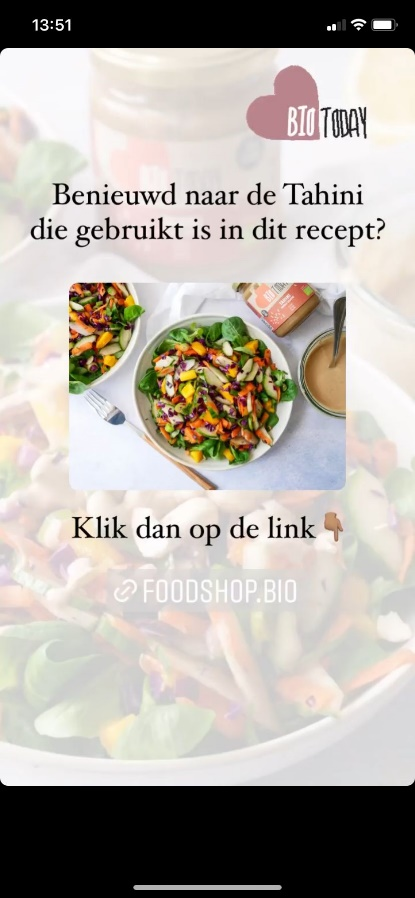 13:51
BIO TODAY
Benieuwd naar de Tahini
die gebruikt is in dit recept?
Klik dan op de link👇🏾
FOODSHOP.BIO